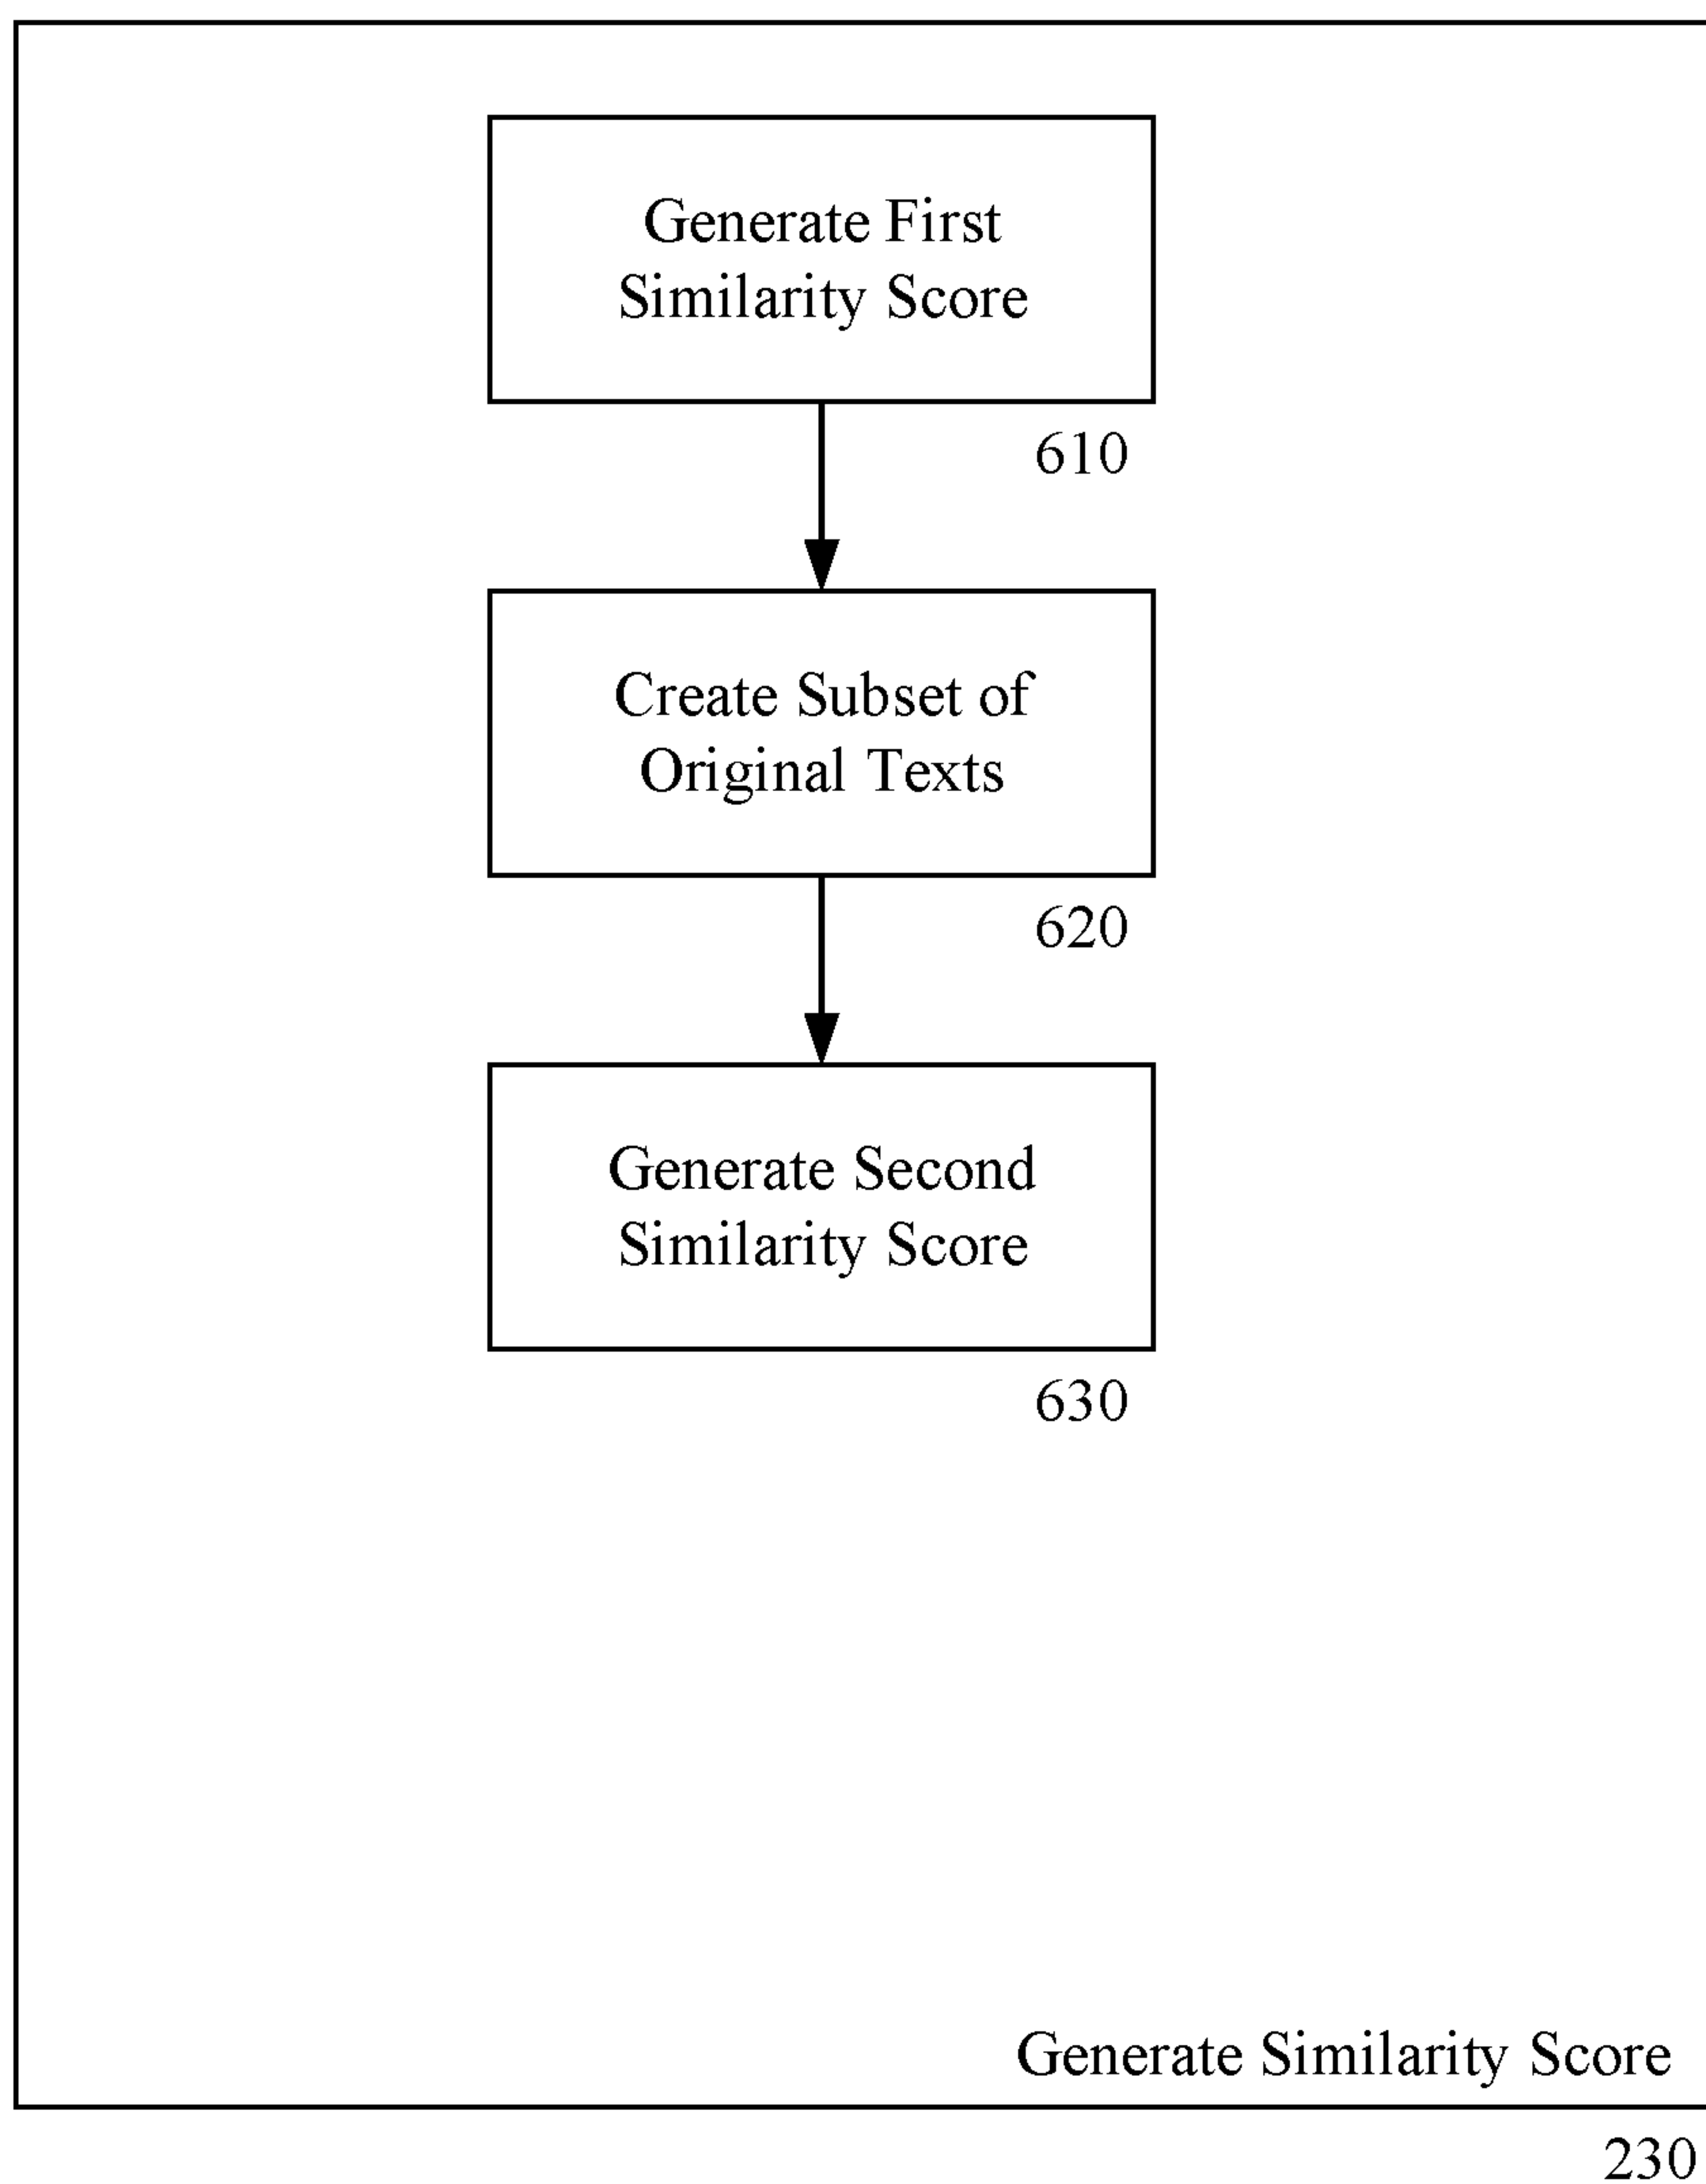 Generate First
Similarity Score
610
Create Subset of
Original Texts
620
Generate Second
Similarity Score
630
Generate Similarity Score
230